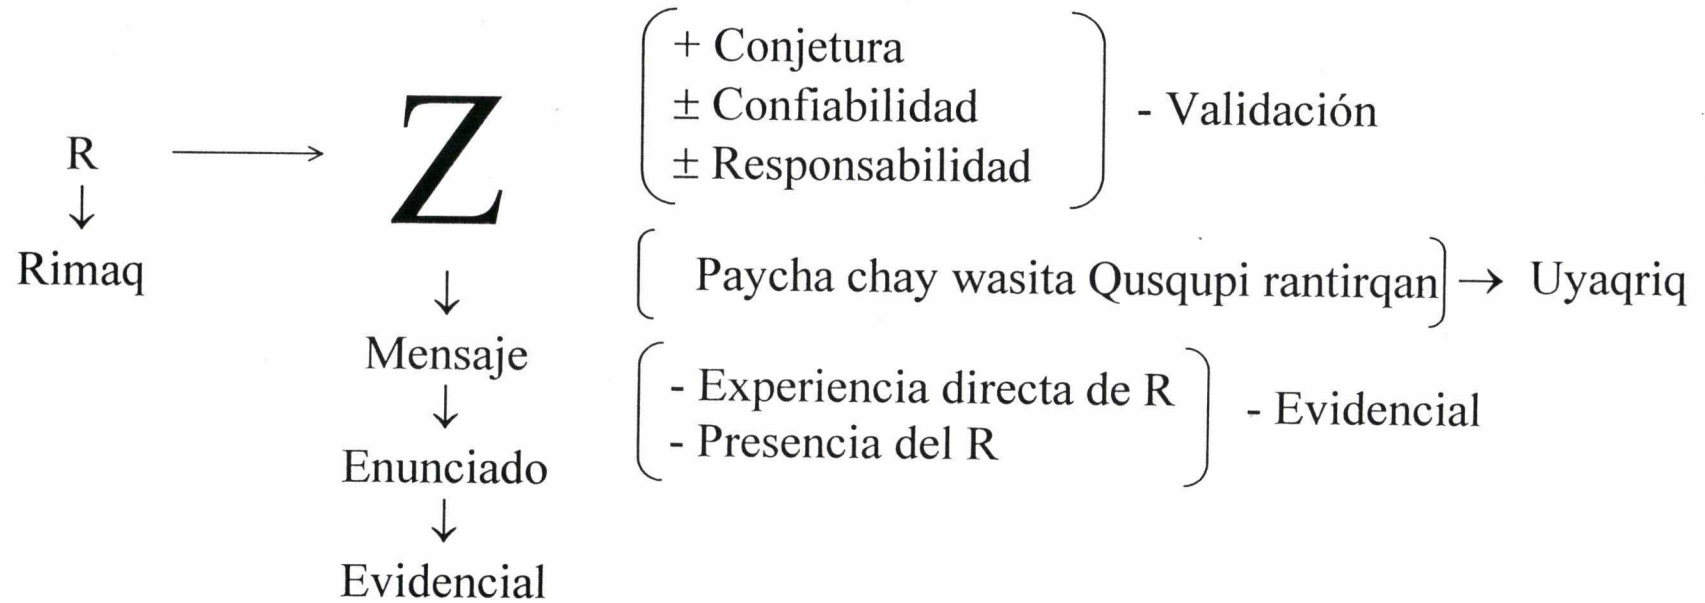 + Conjetura
± Confiabilidad
± Responsabilidad
- Validación
R → Z
↓
Rimaq
Paycha chay wasita Qusqupi rantirqan → Uyaqriq
↓
Mensaje
↓
Enunciado
↓
Evidencial
- Experiencia directa de R
- Presencia del R
- Evidencial